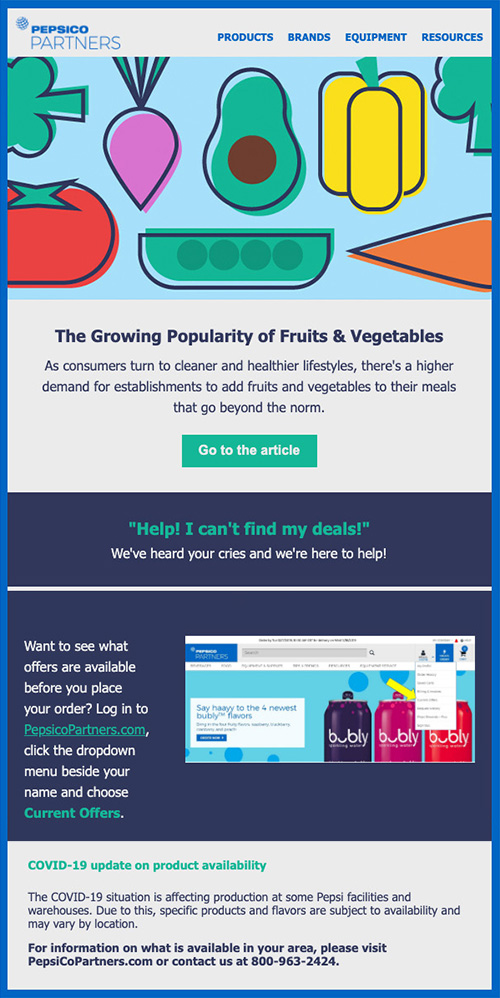 PEPSICO
PARTNERS
PRODUCTS BRANDS EQUIPMENT RESOURCES
The Growing Popularity of Fruits & Vegetables
As consumers turn to cleaner and healthier lifestyles, there's a higher
demand for establishments to add fruits and vegetables to their meals
that go beyond the norm.
Go to the article
"Help! I can't find my deals!"
We've heard your cries and we're here to help!
Want to see what
offers are available
before you place
your order? Log in to
PepsicoPartners.com,
click the dropdown
menu beside your
name and choose
Current Offers.
PEPSICO
PARTNERS
Say haayy to the 4 newest
bubly™ flavors
bubly
sparkling water
bubly
sparkling water
bubly
sparkling water
COVID-19 update on product availability
The COVID-19 situation is affecting production at some Pepsi facilities and
warehouses. Due to this, specific products and flavors are subject to availability and
may vary by location.
For information on what is available in your area, please visit
PepsiCoPartners.com or contact us at 800-963-2424.